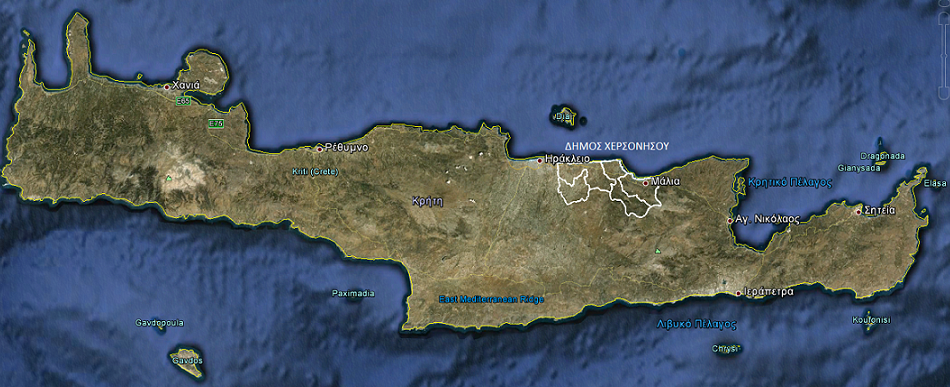 Χανιά
E65
E75
Ρέθυμνο
Kriti (Crete)
Κρήτη
Ηράκλειο
ΔΗΜΟΣ ΧΕΡΣΟΝΗΣΟΥ
Μάλια
Κρητικό Πέλαγος
Dragonada
Gianysada
Elasa
Αγ. Νικόλαος
Σητεία
Ιεράπετρα
East Mediterranean Ridge
Paximadia
Λιβυκό Πέλαγος
Koufonisi
Chrysi
Gavdopoula
Gavdos